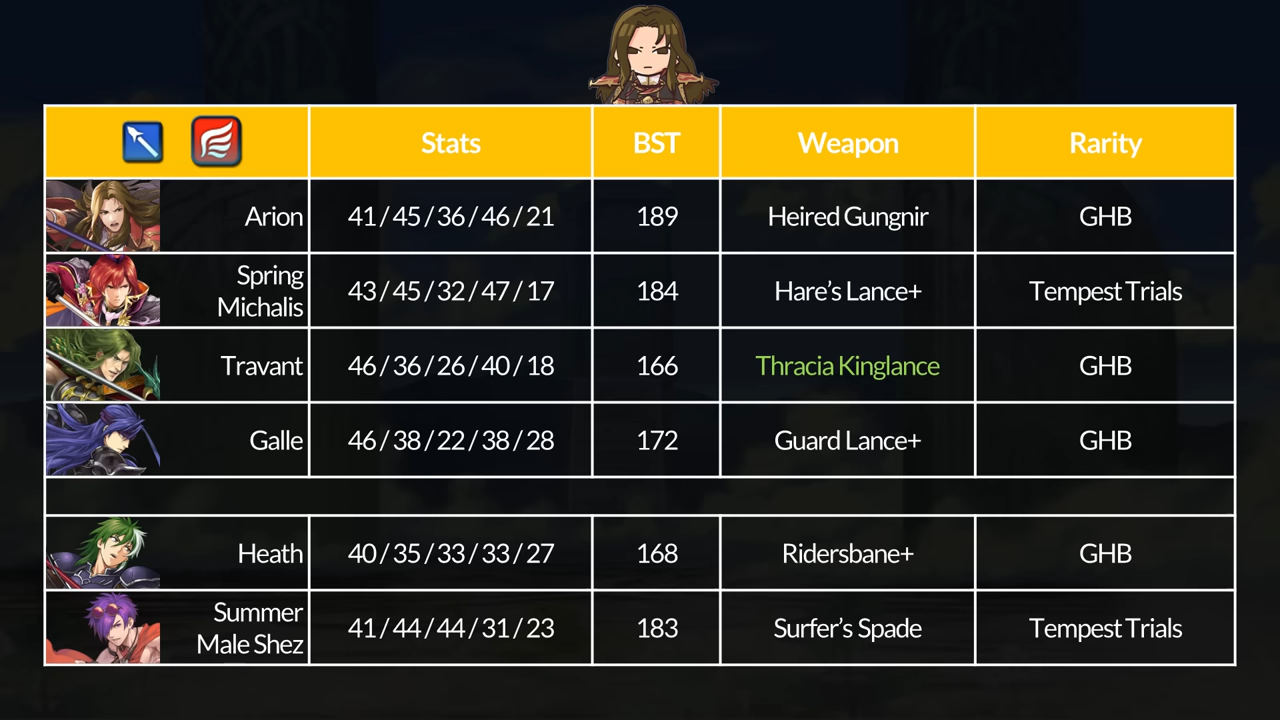 Stats BST Weapon Rarity
Arion 41/45/36/46/21 189 Heired Gungnir GHB
Spring
Michalis 43/45/32/47/17 184 Hare's Lance+ Tempest Trials
Travant 46/36/26/40/18 166 Thracia Kinglance GHB
Galle 46/38/22/38/28 172 Guard Lance+ GHB
Heath 40/35/33/33/27 168 Ridersbane+ GHB
Summer
Male Shez 41/44/44/31/23 183 Surfer's Spade Tempest Trials